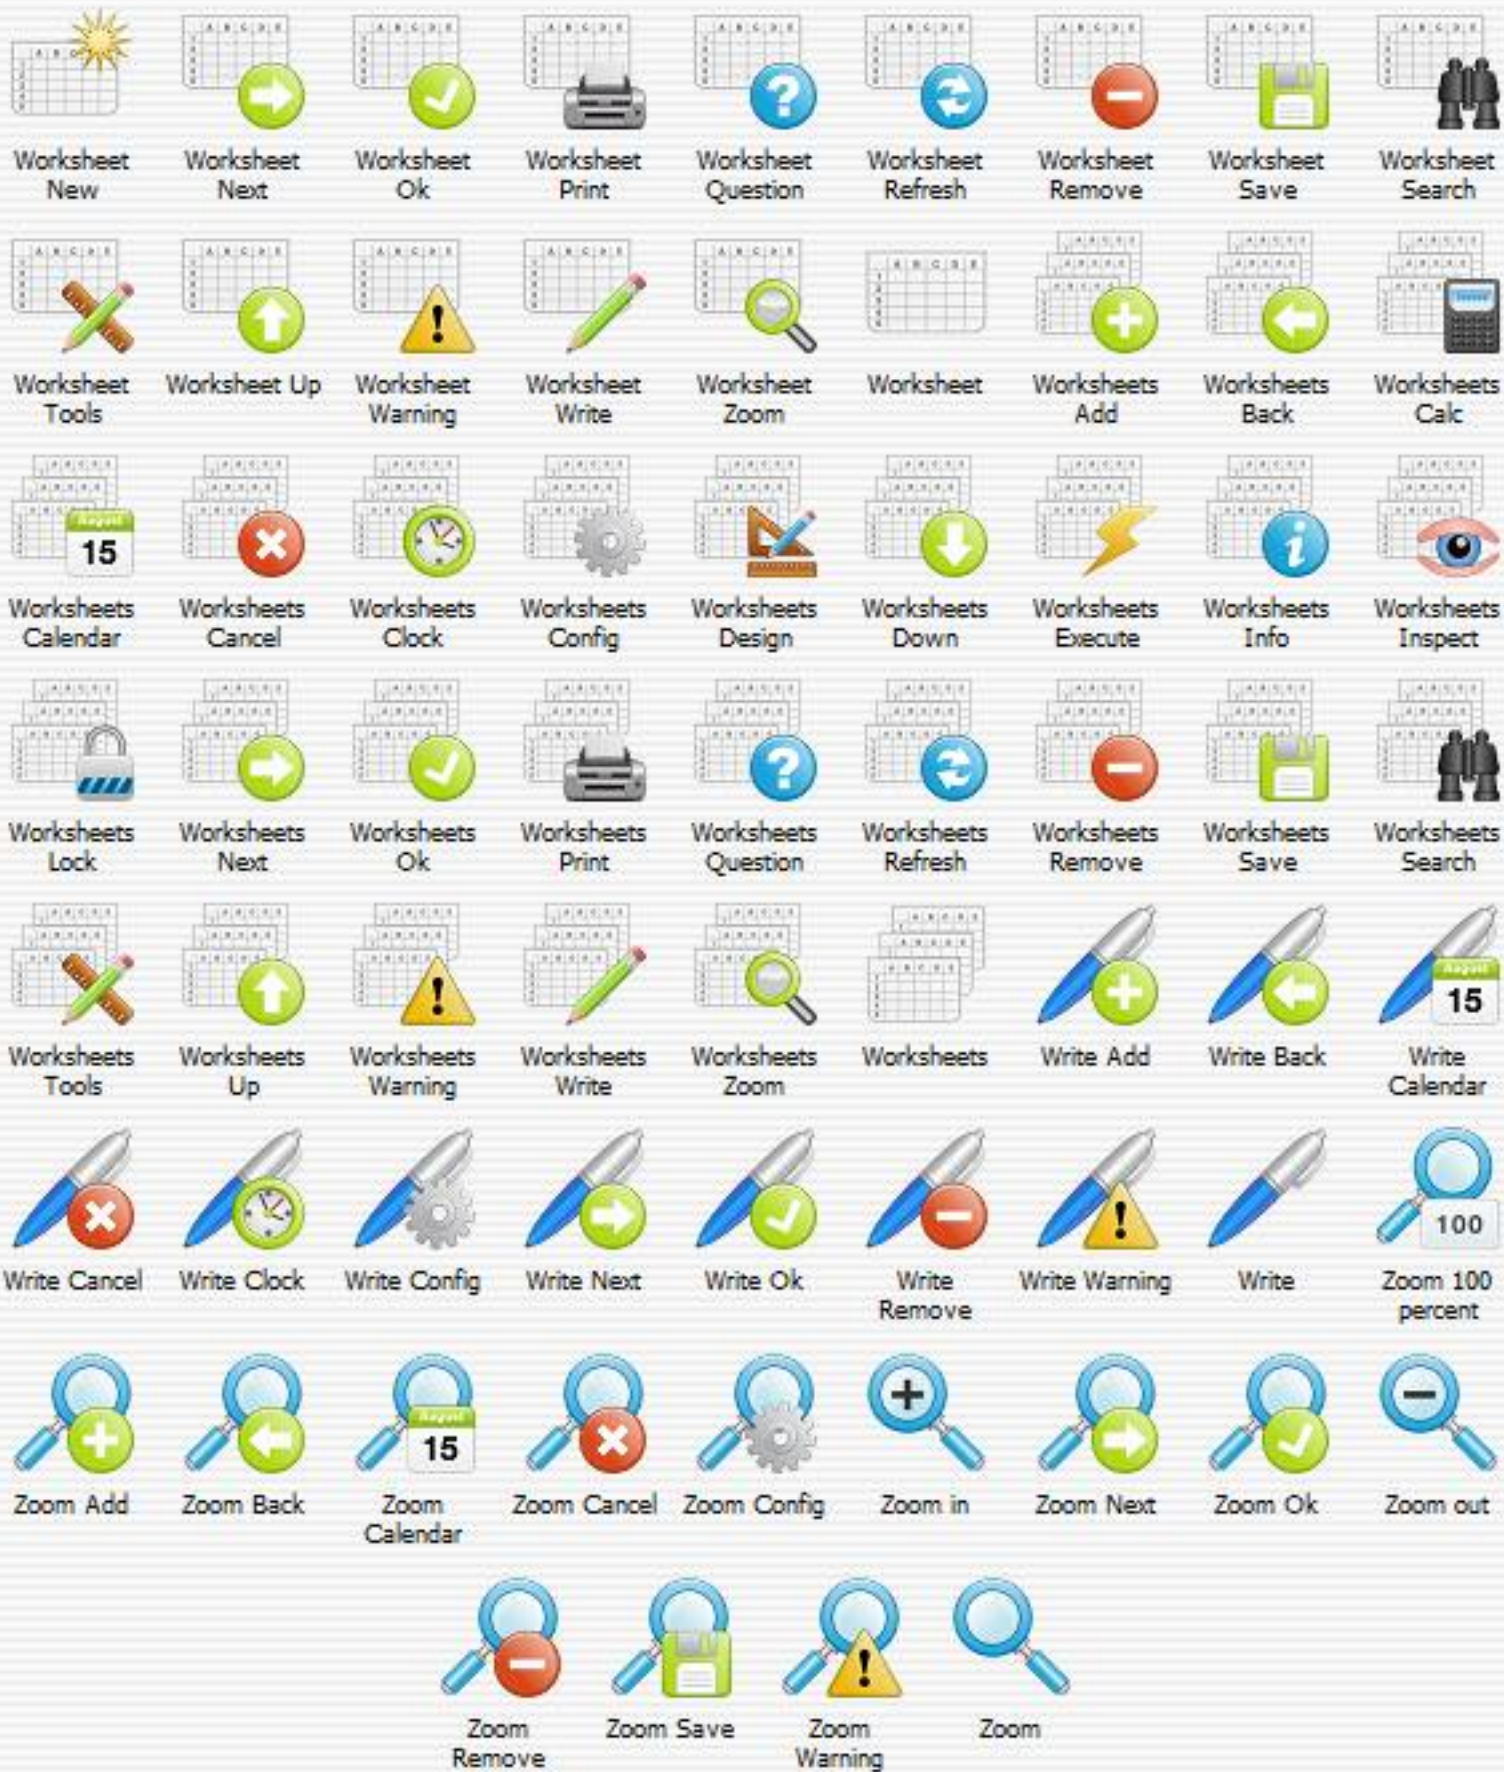 Worksheet New
Worksheet Next
Worksheet Ok
Worksheet Print
Worksheet Question
Worksheet Refresh
Worksheet Remove
Worksheet Save
Worksheet Search
Worksheet Tools
Worksheet Up
Worksheet Warning
Worksheet Write
Worksheet Zoom
A B C D E
Worksheet
Worksheets Add
Worksheets Back
Worksheets Calc
August
15
Worksheets Calendar
Worksheets Cancel
Worksheets Clock
Worksheets Config
Worksheets Design
Worksheets Down
Worksheets Execute
i
Worksheets Info
Worksheets Inspect
Worksheets Lock
Worksheets Next
Worksheets Ok
Worksheets Print
?
Worksheets Question
Worksheets Refresh
Worksheets Remove
Worksheets Save
Worksheets Search
Worksheets Tools
Worksheets Up
!
Worksheets Warning
Worksheets Write
Worksheets Zoom
A B C D E
Worksheets
Write Add
Write Back
August
15
Write Calendar
Write Cancel
Write Clock
Write Config
Write Next
Write Ok
Write Remove
!
Write Warning
Write
100
Zoom 100 percent
Zoom Add
Zoom Back
August
15
Zoom Calendar
Zoom Cancel
Zoom Config
+
Zoom in
Zoom Next
Zoom Ok
−
Zoom out
Zoom Remove
Zoom Save
!
Zoom Warning
Zoom